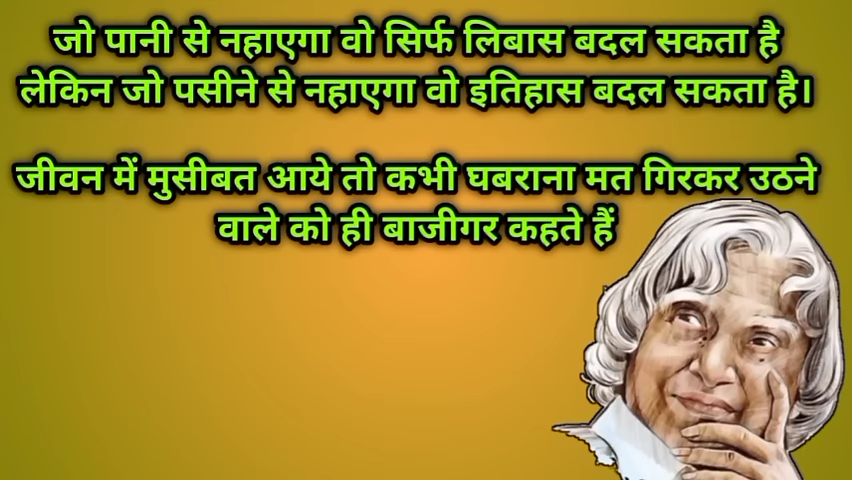 जो पानी से नहाएगा वो सिर्फ लिबास बदल सकता है
लेकिन जो पसीने से नहाएगा वो इतिहास बदल सकता है।
जीवन में मुसीबत आये तो कभी घबराना मत गिरकर उठने
वाले को ही बाजीगर कहते हैं